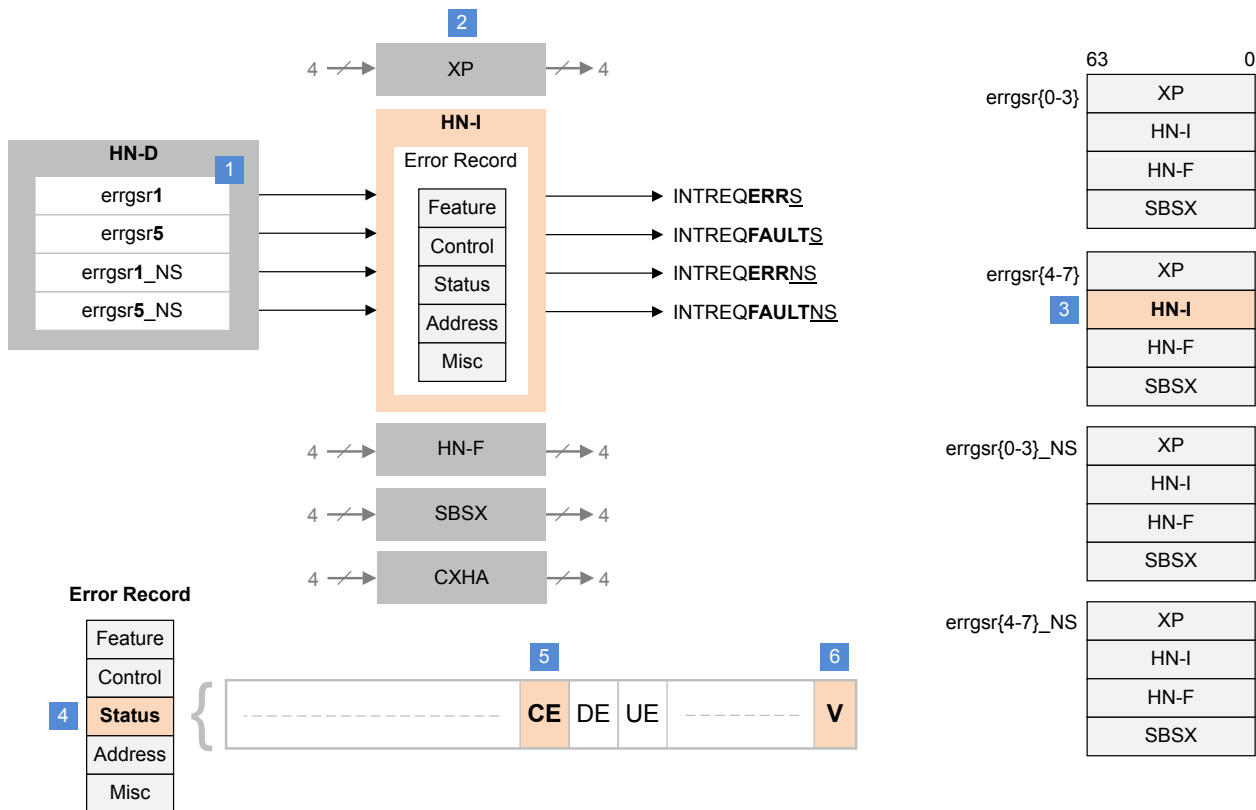 2
4
XP
4
HN-I
Error Record
Feature
Control
Status
Address
Misc
HN-D
1
errgsr1
errgsr5
errgsr1_NS
errgsr5_NS
INTREQERRS
INTREQFAULTS
INTREQERRNS
INTREQFAULTNS
4
HN-F
4
4
SBSX
4
4
CXHA
4
63 0
errgsr{0-3}
XP
HN-I
HN-F
SBSX
errgsr{4-7}
XP
3
HN-I
HN-F
SBSX
errgsr{0-3}_NS
XP
HN-I
HN-F
SBSX
errgsr{4-7}_NS
XP
HN-I
HN-F
SBSX
Error Record
Feature
Control
4
Status
Address
Misc
5
6
CE DE UE V